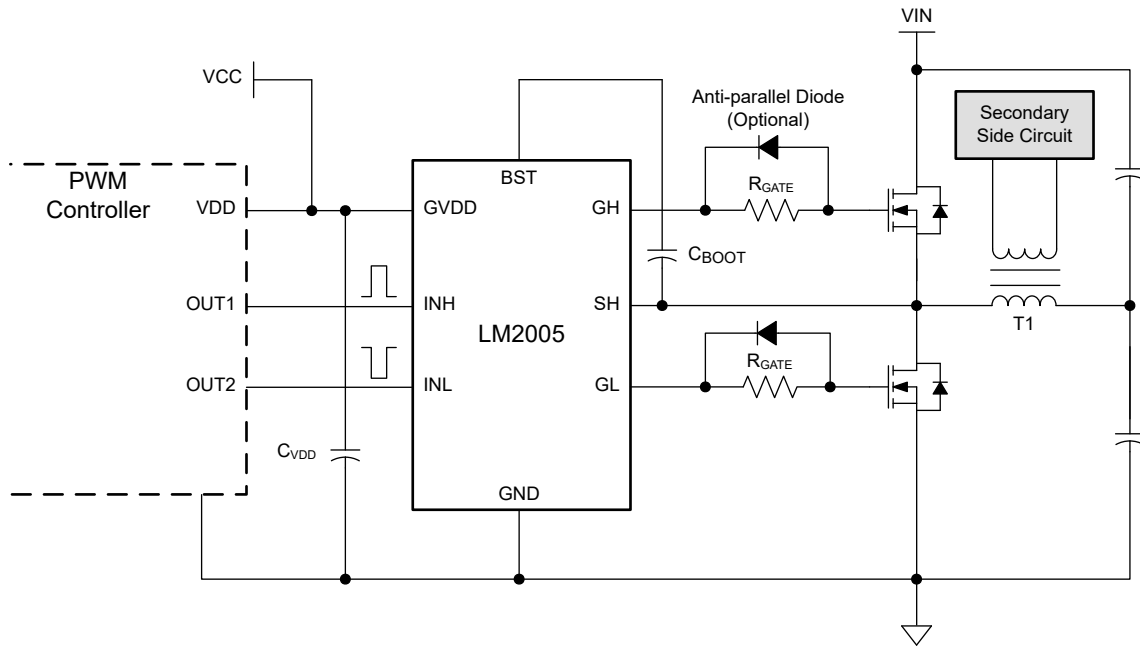 VIN
VCC
Anti-parallel Diode
(Optional)
Secondary
Side Circuit
PWM
Controller
VDD
GVDD
BST
GH
RGATE
CBOOT
OUT1
INH
SH
LM2005
T1
OUT2
INL
GL
RGATE
CVDD
GND